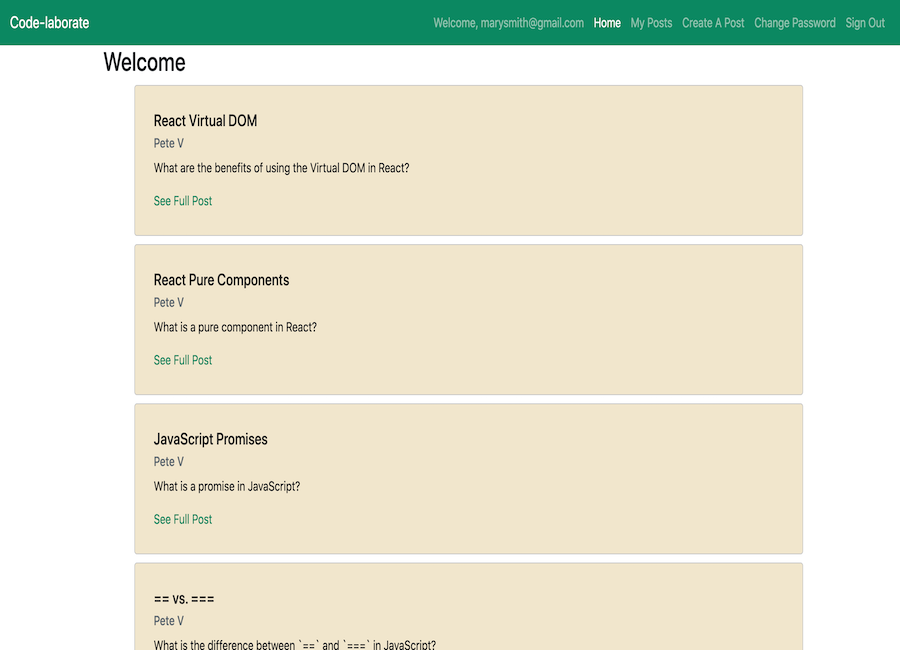 Code-laborate Welcome, marysmith@gmail.com Home My Posts Create A Post Change Password Sign Out
Welcome
React Virtual DOM
Pete V
What are the benefits of using the Virtual DOM in React?
See Full Post
React Pure Components
Pete V
What is a pure component in React?
See Full Post
JavaScript Promises
Pete V
What is a promise in JavaScript?
See Full Post
== vs. ===
Pete V
What is the difference between `==` and `===` in JavaScript?